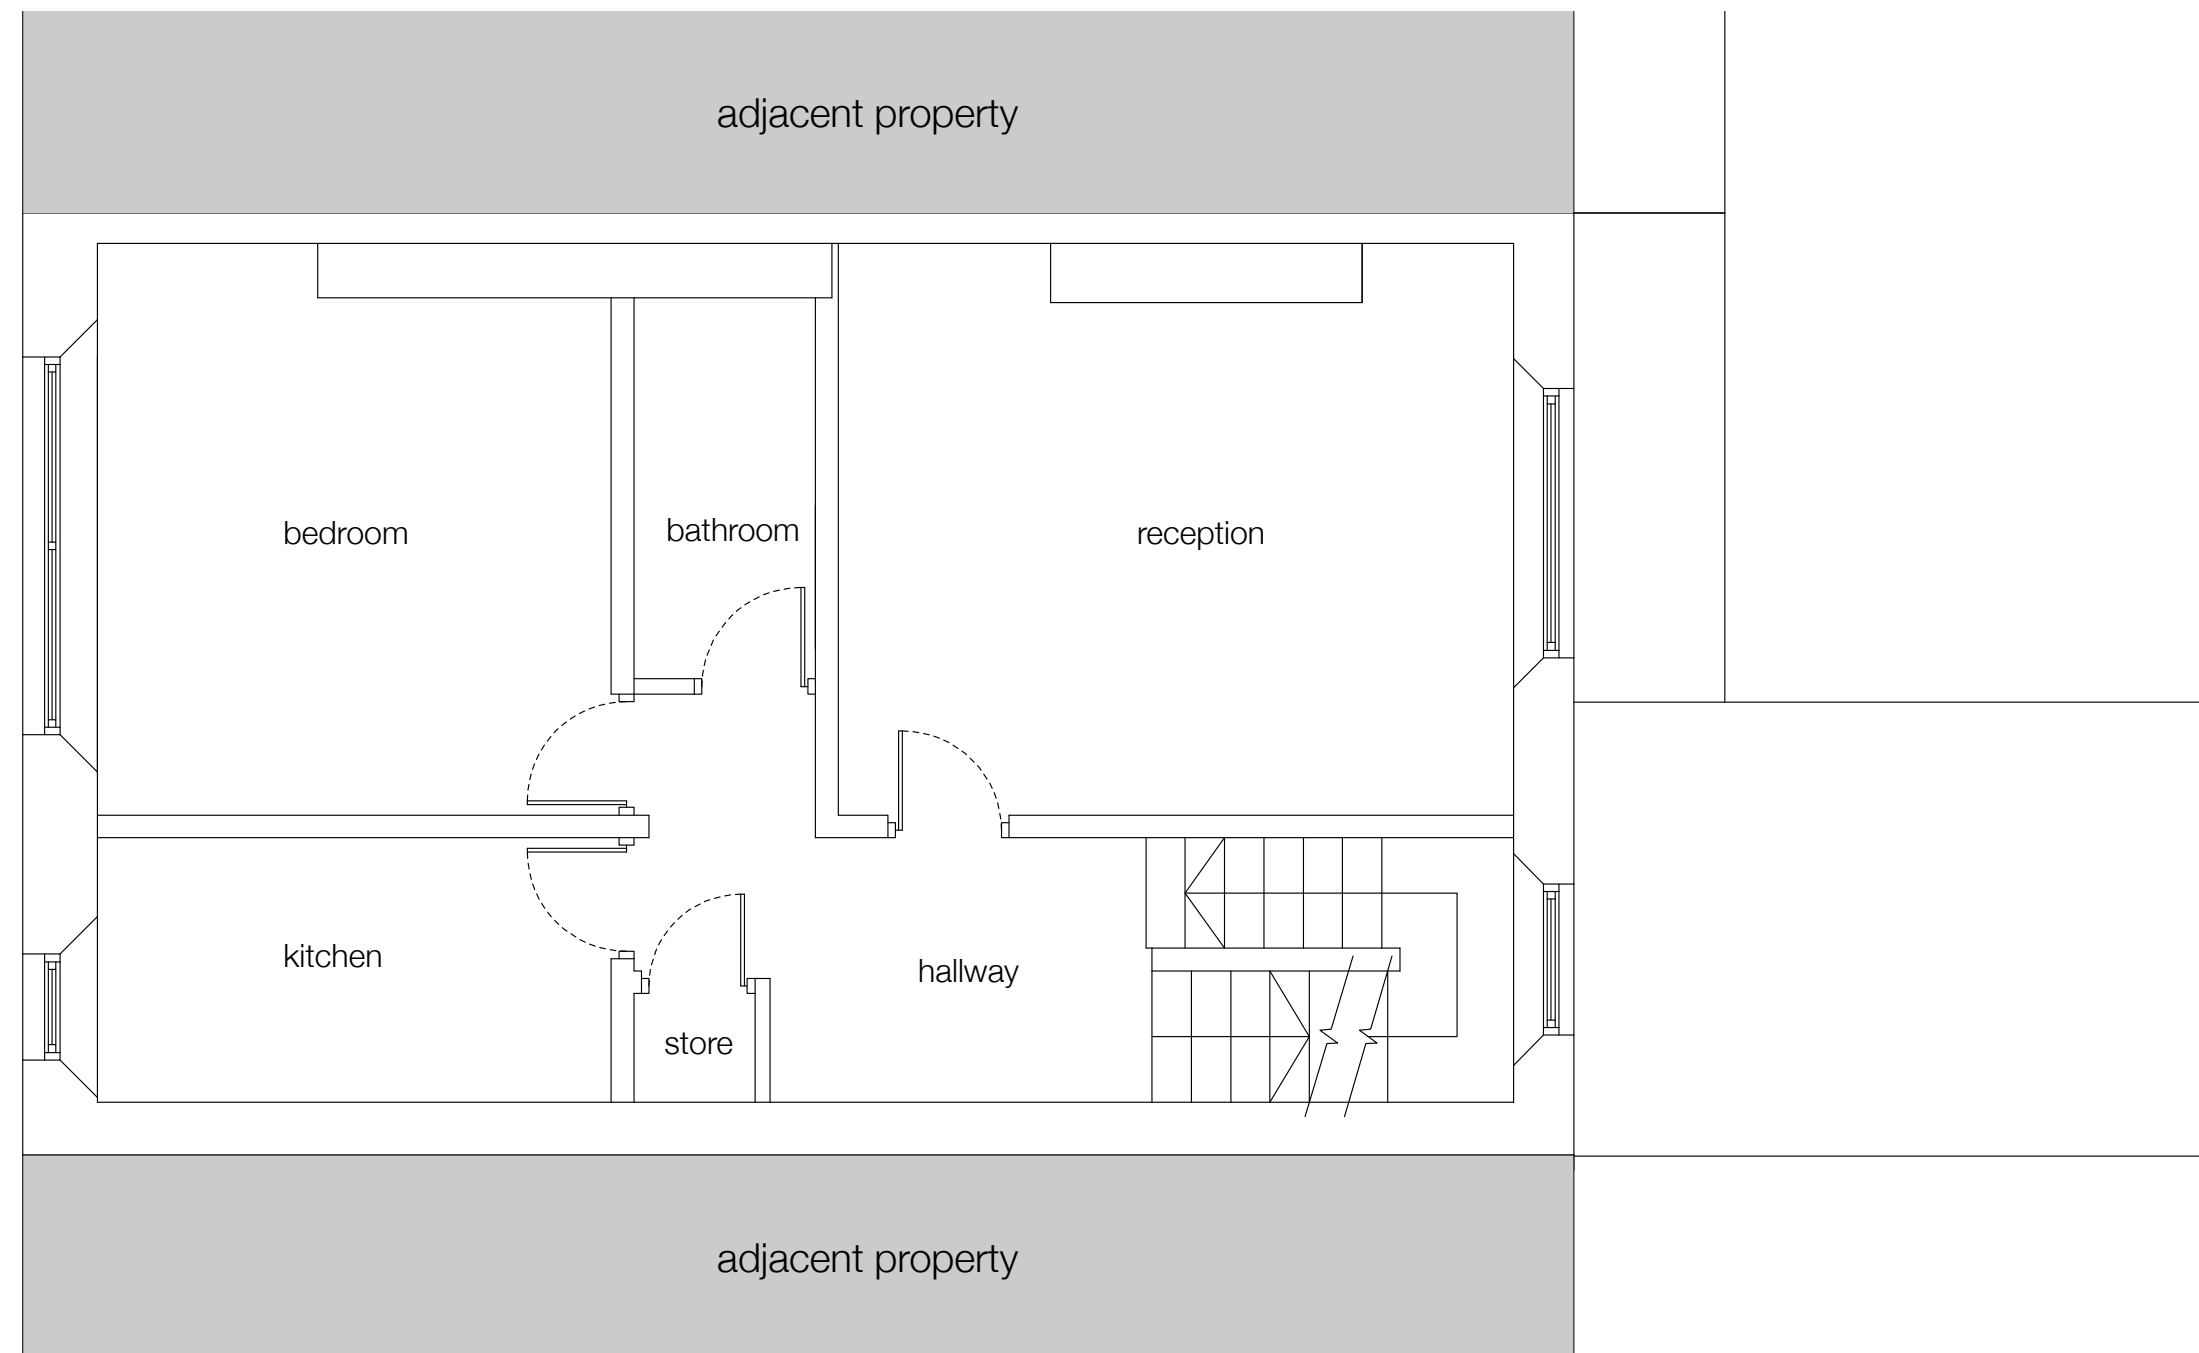 adjacent property
bedroom
bathroom
reception
kitchen
hallway
store
adjacent property